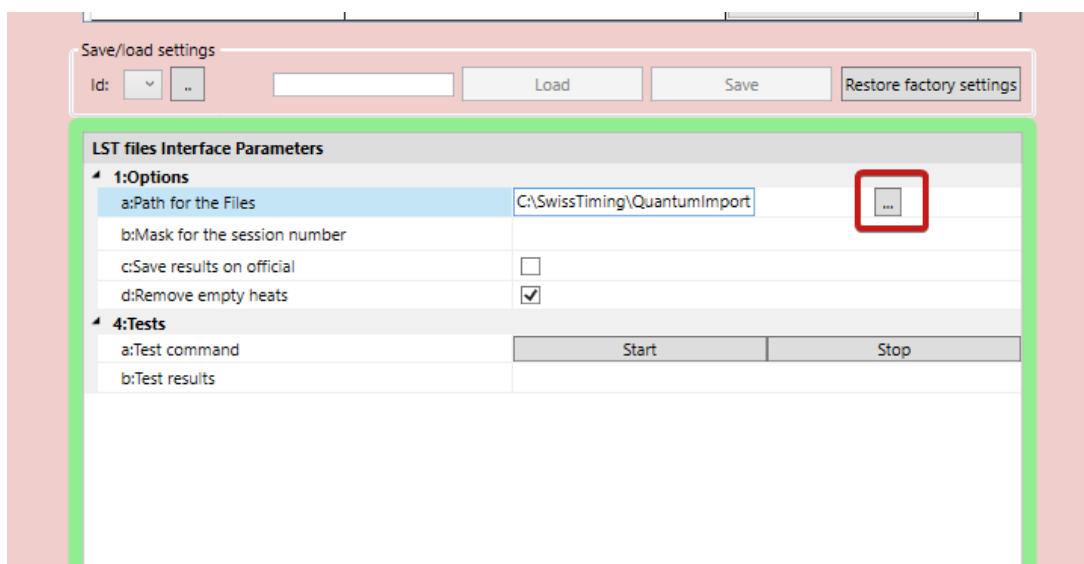 Save/load settings
Id: .. Load Save Restore factory settings
LST files Interface Parameters
1:Options
a:Path for the Files C:\SwissTiming\QuantumImport ...
b:Mask for the session number
c:Save results on official
d:Remove empty heats
4:Tests
a:Test command Start Stop
b:Test results